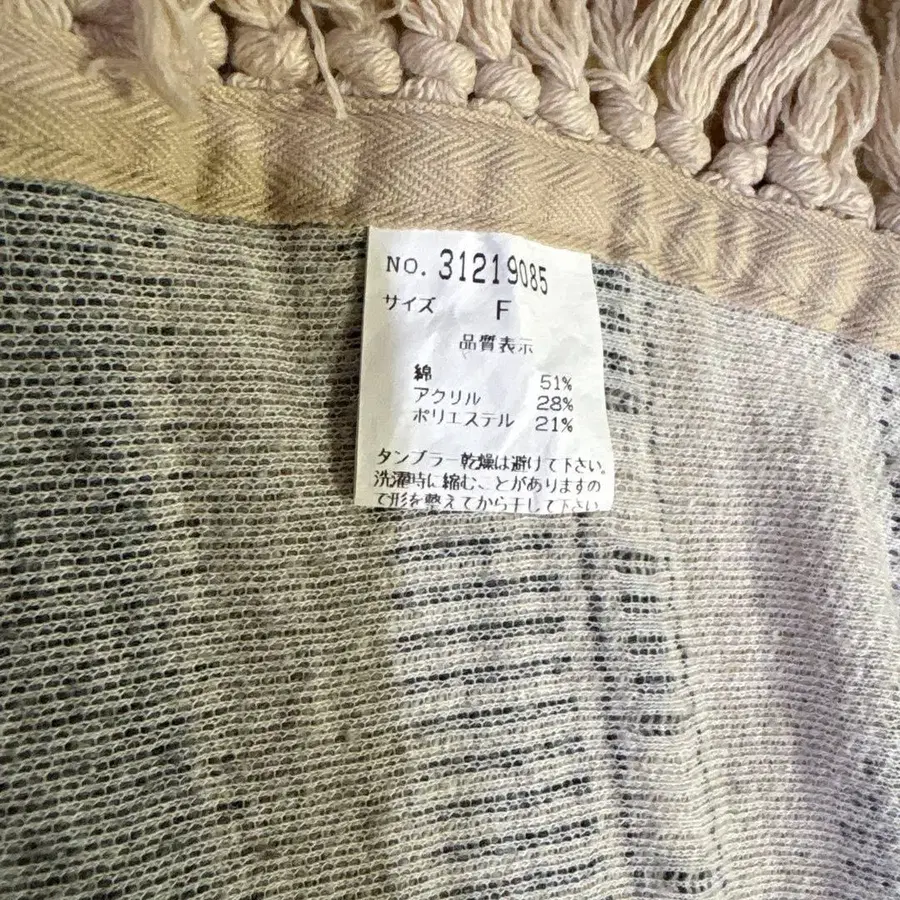 NO. 31219085
サイズ F
品質表示
綿 51%
アクリル 28%
ポリエステル 21%
タンブラー乾燥は避けて下さい。
洗濯時に縮むことがありますの
で形を整えてから干して下さい